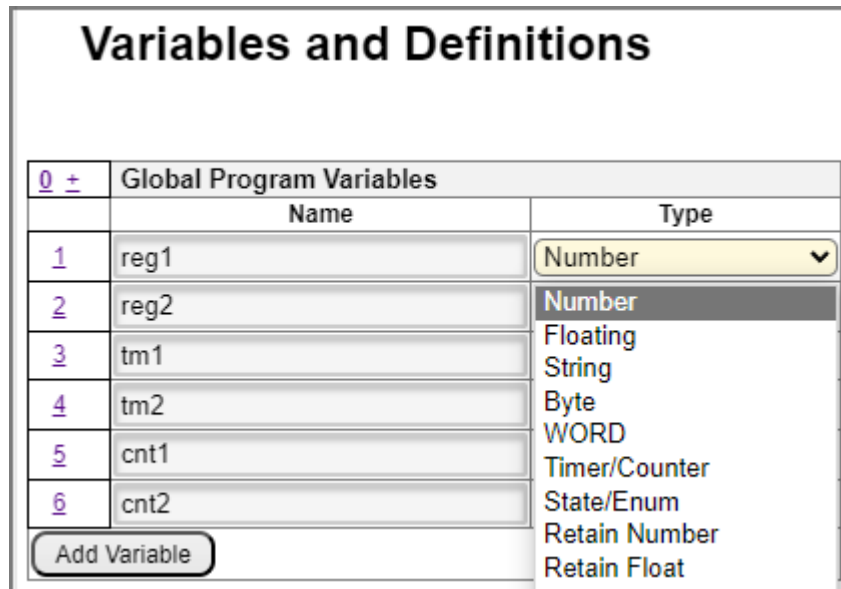 Variables and Definitions
0 + Global Program Variables
Name Type
1 reg1 Number
2 reg2 Number
Floating
3 tm1 String
4 tm2 Byte
WORD
5 cnt1 Timer/Counter
6 cnt2 State/Enum
Retain Number
Add Variable Retain Float